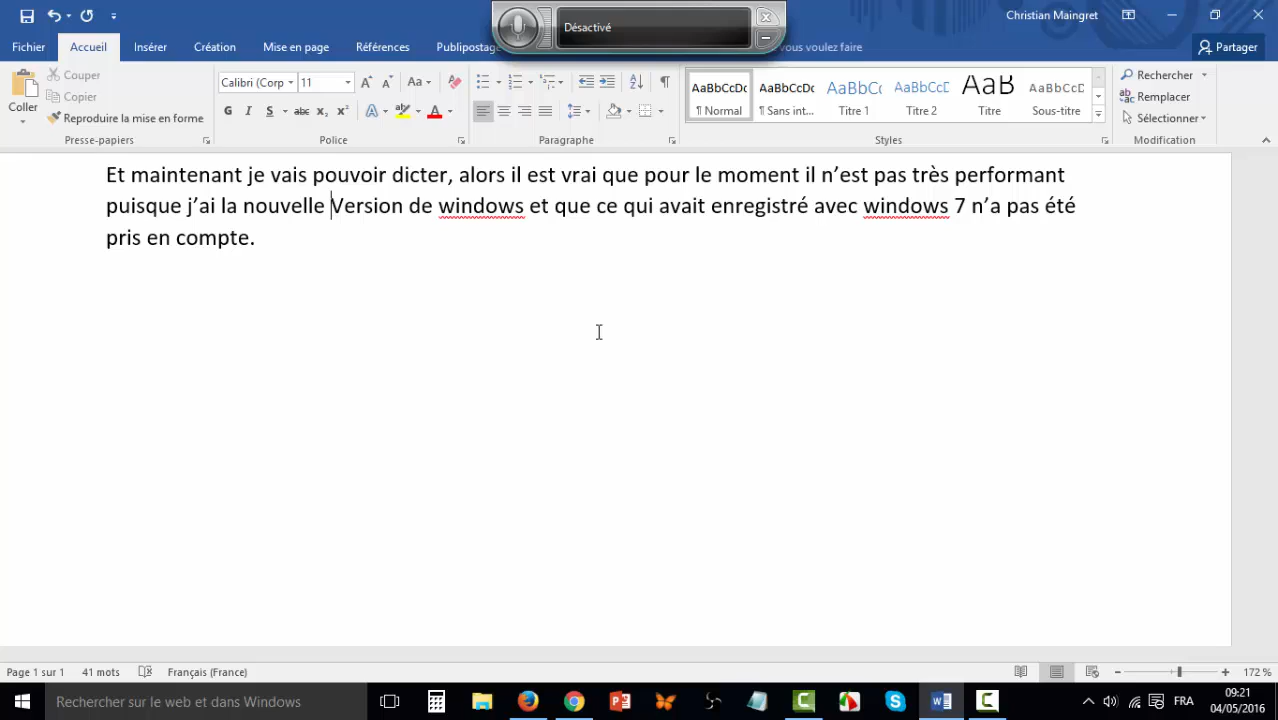 Christian Maingret
Désactivé
Fichier Accueil Insérer Création Mise en page Références Publipostage vous voulez faire Partager
Coller
Couper
Copier
Reproduire la mise en forme
Presse-papiers
Calibri (Corp 11
G I S abc x₂ x²
Police
Paragraphe
AaBbCcDc AaBbCcDc AaBbCc AaBbCcD AaB AaBbCcD
¶ Normal ¶ Sans int... Titre 1 Titre 2 Titre Sous-titre
Styles
Rechercher
Remplacer
Sélectionner
Modification
Et maintenant je vais pouvoir dicter, alors il est vrai que pour le moment il n’est pas très performant
puisque j’ai la nouvelle Version de windows et que ce qui avait enregistré avec windows 7 n’a pas été
pris en compte.
Page 1 sur 1 41 mots Français (France) 172 %
Rechercher sur le web et dans Windows
FRA
09:21
04/05/2016